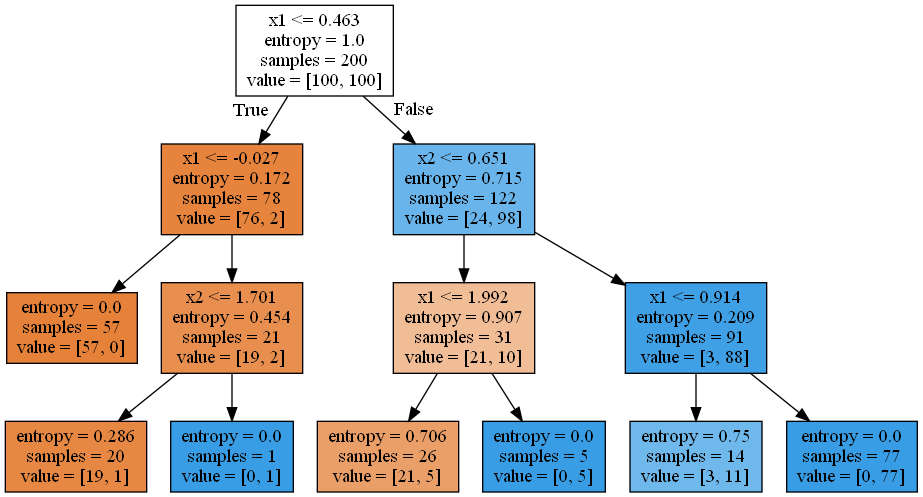 x1 <= 0.463
entropy = 1.0
samples = 200
value = [100, 100]
True
False
x1 <= -0.027
entropy = 0.172
samples = 78
value = [76, 2]
x2 <= 0.651
entropy = 0.715
samples = 122
value = [24, 98]
entropy = 0.0
samples = 57
value = [57, 0]
x2 <= 1.701
entropy = 0.454
samples = 21
value = [19, 2]
x1 <= 1.992
entropy = 0.907
samples = 31
value = [21, 10]
x1 <= 0.914
entropy = 0.209
samples = 91
value = [3, 88]
entropy = 0.286
samples = 20
value = [19, 1]
entropy = 0.0
samples = 1
value = [0, 1]
entropy = 0.706
samples = 26
value = [21, 5]
entropy = 0.0
samples = 5
value = [0, 5]
entropy = 0.75
samples = 14
value = [3, 11]
entropy = 0.0
samples = 77
value = [0, 77]